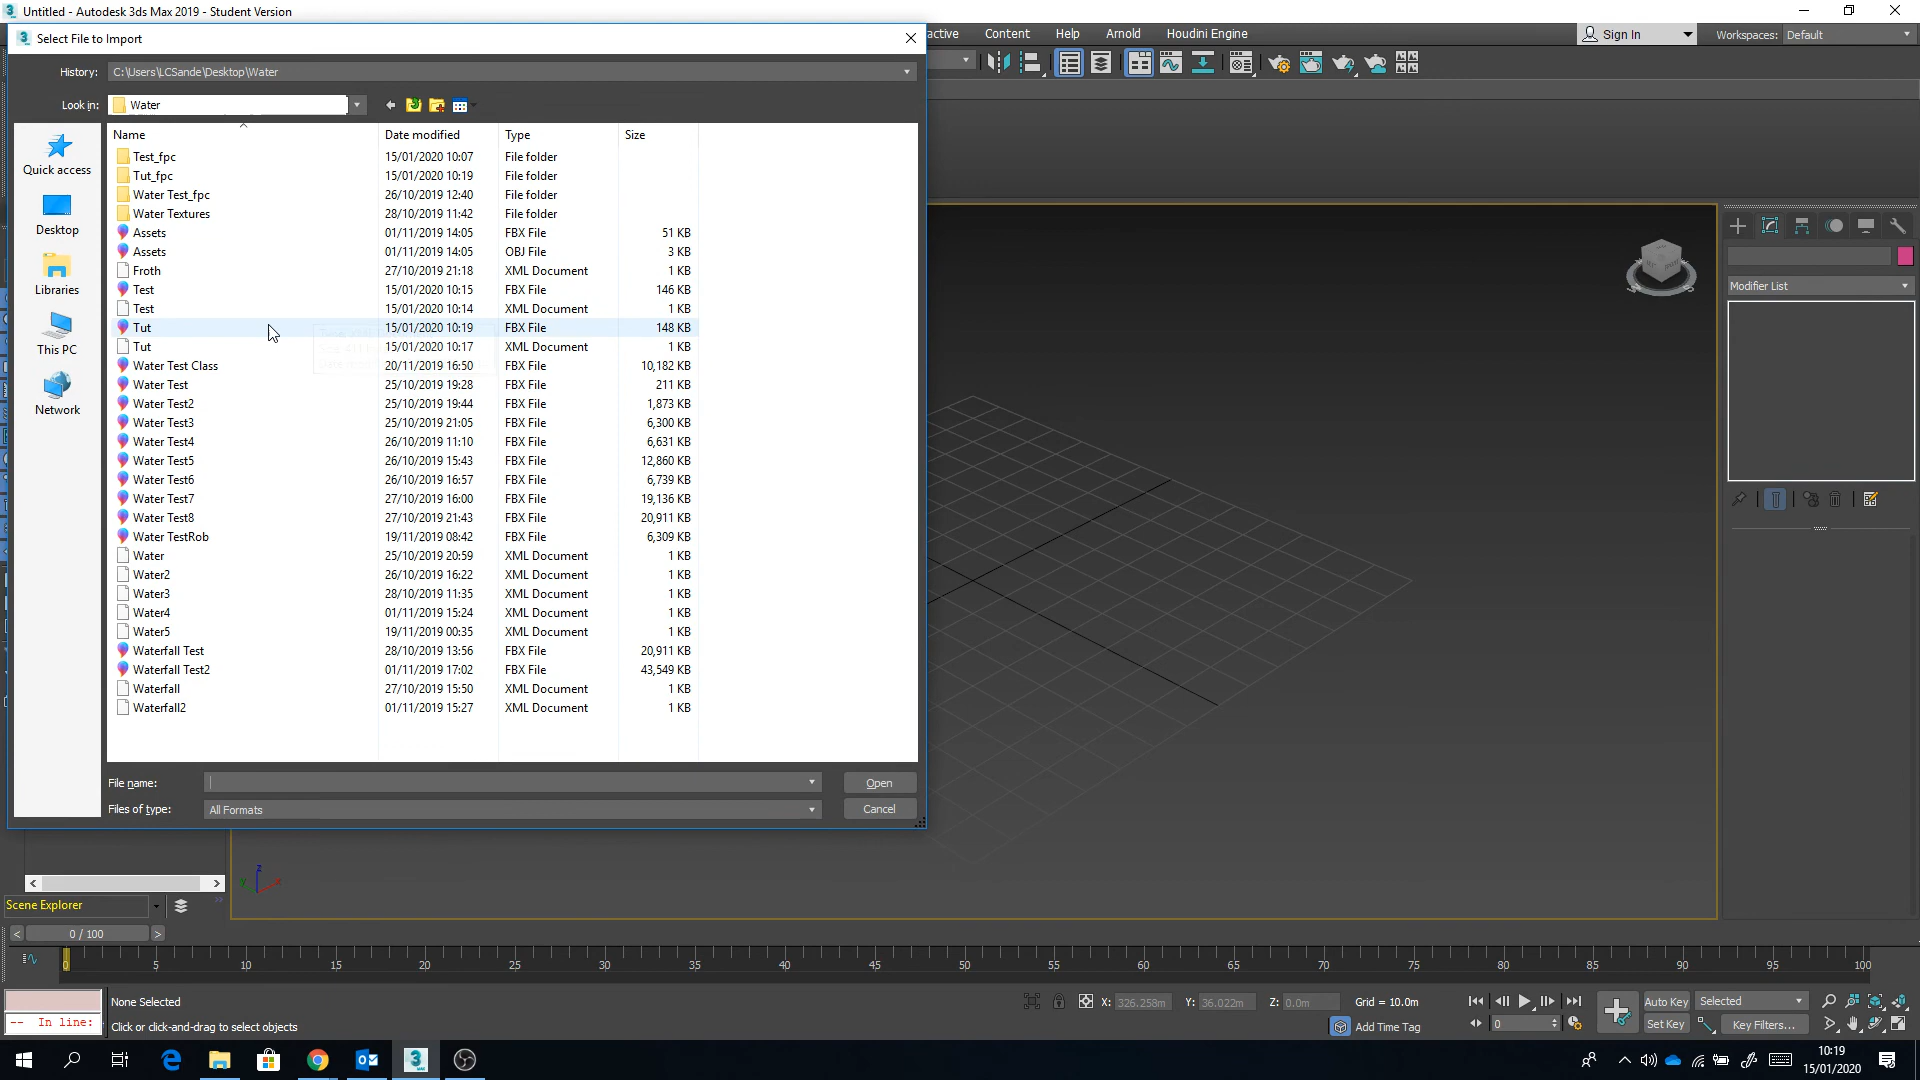 Untitled - Autodesk 3ds Max 2019 - Student Version
Select File to Import
Content Help Arnold Houdini Engine
Sign In Workspaces: Default
History: C:\Users\LCSande\Desktop\Water
Look in: Water
Name Date modified Type Size
Test_fpc 15/01/2020 10:07 File folder
Tut_fpc 15/01/2020 10:19 File folder
Water Test_fpc 26/10/2019 12:40 File folder
Water Textures 28/10/2019 11:42 File folder
Assets 01/11/2019 14:05 FBX File 51 KB
Assets 01/11/2019 14:05 OBJ File 3 KB
Froth 27/10/2019 21:18 XML Document 1 KB
Test 15/01/2020 10:15 FBX File 146 KB
Test 15/01/2020 10:14 XML Document 1 KB
Tut 15/01/2020 10:19 FBX File 148 KB
Tut 15/01/2020 10:17 XML Document 1 KB
Water Test Class 20/11/2019 16:50 FBX File 10,182 KB
Water Test 25/10/2019 19:28 FBX File 211 KB
Water Test2 25/10/2019 19:44 FBX File 1,873 KB
Water Test3 25/10/2019 21:05 FBX File 6,300 KB
Water Test4 26/10/2019 11:10 FBX File 6,631 KB
Water Test5 26/10/2019 15:43 FBX File 12,860 KB
Water Test6 26/10/2019 16:57 FBX File 6,739 KB
Water Test7 27/10/2019 16:00 FBX File 19,136 KB
Water Test8 27/10/2019 21:43 FBX File 20,911 KB
Water TestRob 19/11/2019 08:42 FBX File 6,309 KB
Water 25/10/2019 20:59 XML Document 1 KB
Water2 26/10/2019 16:22 XML Document 1 KB
Water3 28/10/2019 11:35 XML Document 1 KB
Water4 01/11/2019 15:24 XML Document 1 KB
Water5 19/11/2019 00:35 XML Document 1 KB
Waterfall Test 28/10/2019 13:56 FBX File 20,911 KB
Waterfall Test2 01/11/2019 17:02 FBX File 43,549 KB
Waterfall 27/10/2019 15:50 XML Document 1 KB
Waterfall2 01/11/2019 15:27 XML Document 1 KB
Quick access
Desktop
Libraries
This PC
Network
File name: Open
Files of type: All Formats Cancel
Modifier List
z
y x
Scene Explorer
0 / 100
0 5 10 15 20 25 30 35 40 45 50 55 60 65 70 75 80 85 90 95 100
None Selected X: 326.258m Y: 36.022m Z: 0.0m Grid = 10.0m Auto Key Selected
-- In line: Click or click-and-drag to select objects Add Time Tag 0 Set Key Key Filters...
10:19
15/01/2020